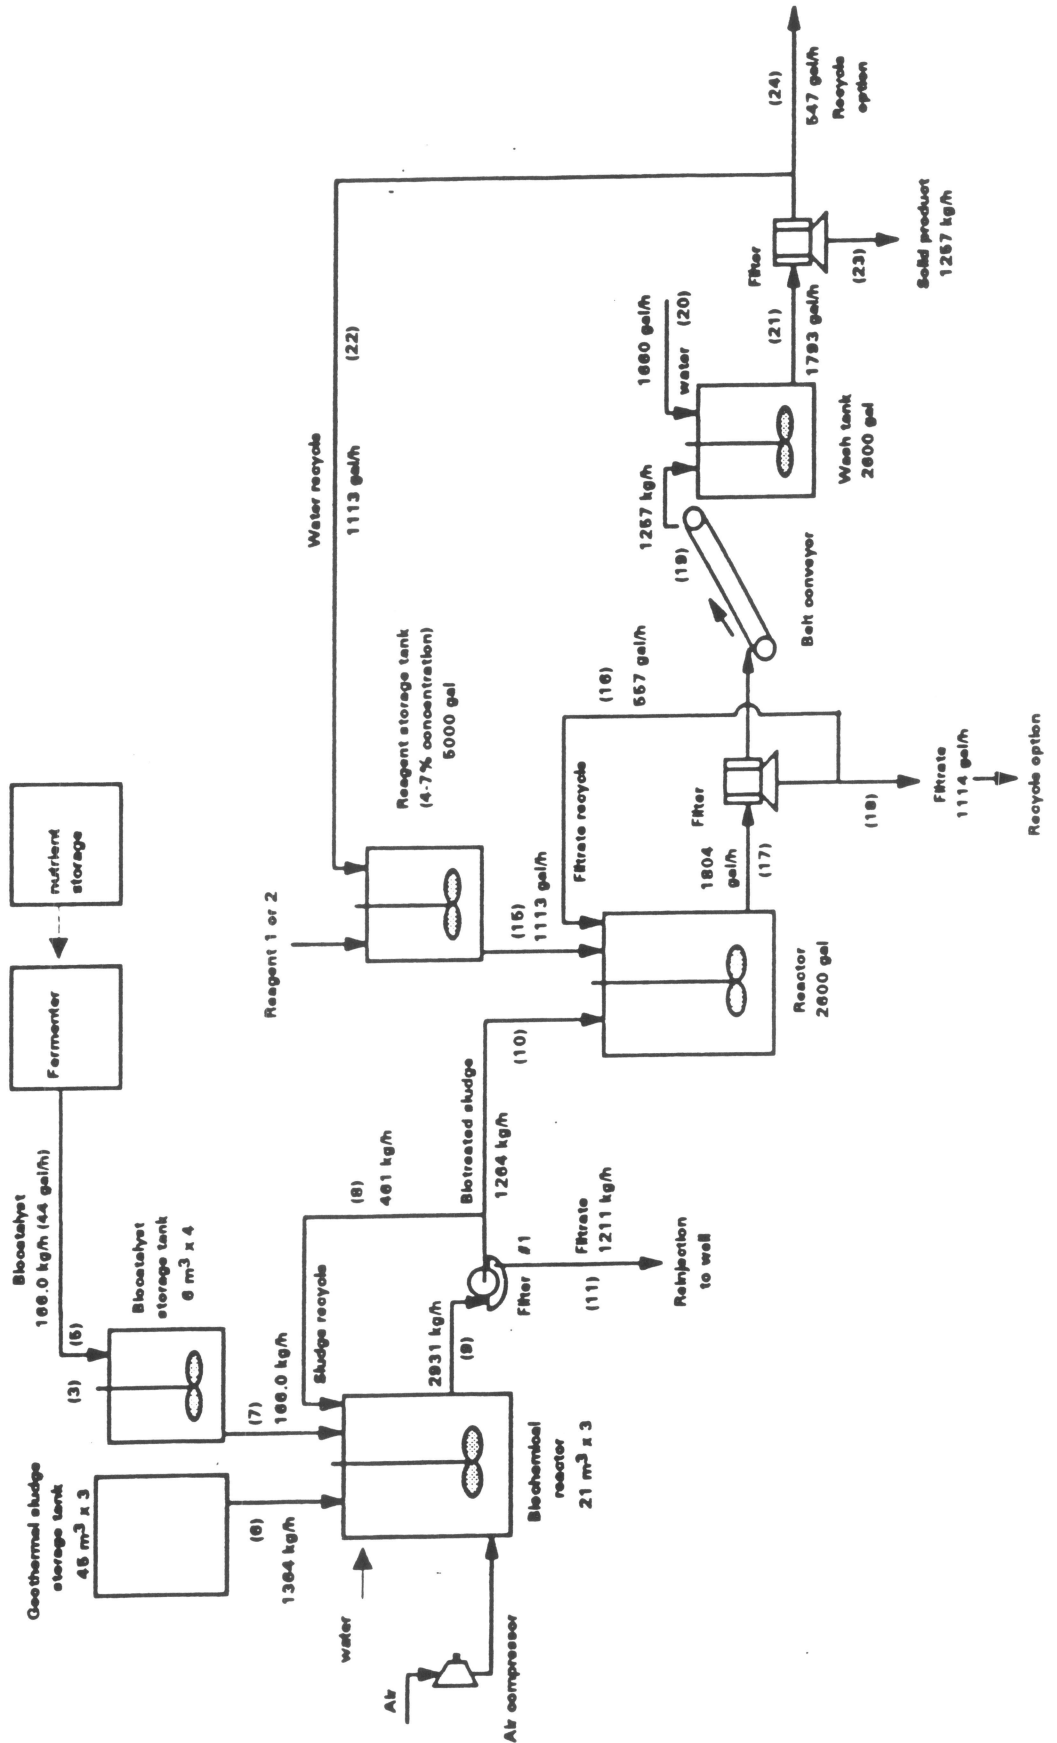 Geothermal sludge
storage tank
45 m³ x 3
Biocatalyst
166.0 kg/h (44 gal/h)
(5)
Fermenter
nutrient
storage
(3)
Biocatalyst
storage tank
6 m³ x 4
(6)
1364 kg/h
(7)
166.0 kg/h
Sludge recycle
(8)
461 kg/h
water
Air
Air compressor
Biochemical
reactor
21 m³ x 3
2931 kg/h
(9)
Filter #1
Filtrate
1211 kg/h
(11)
Reinjection
to well
Biotreated sludge
1264 kg/h
(10)
Reagent 1 or 2
Reagent storage tank
(4-7% concentration)
5000 gal
Water recycle
1113 gal/h
(22)
(15)
1113 gal/h
Filtrate recycle
(16)
557 gal/h
Reactor
2600 gal
1804
gal/h
(17)
Filter
(18)
Filtrate
1114 gal/h
Recycle option
Belt conveyor
(19)
1257 kg/h
1660 gal/h
water (20)
Wash tank
2600 gal
(21)
1793 gal/h
Filter
(23)
Solid product
1257 kg/h
(24)
547 gal/h
Recycle
option